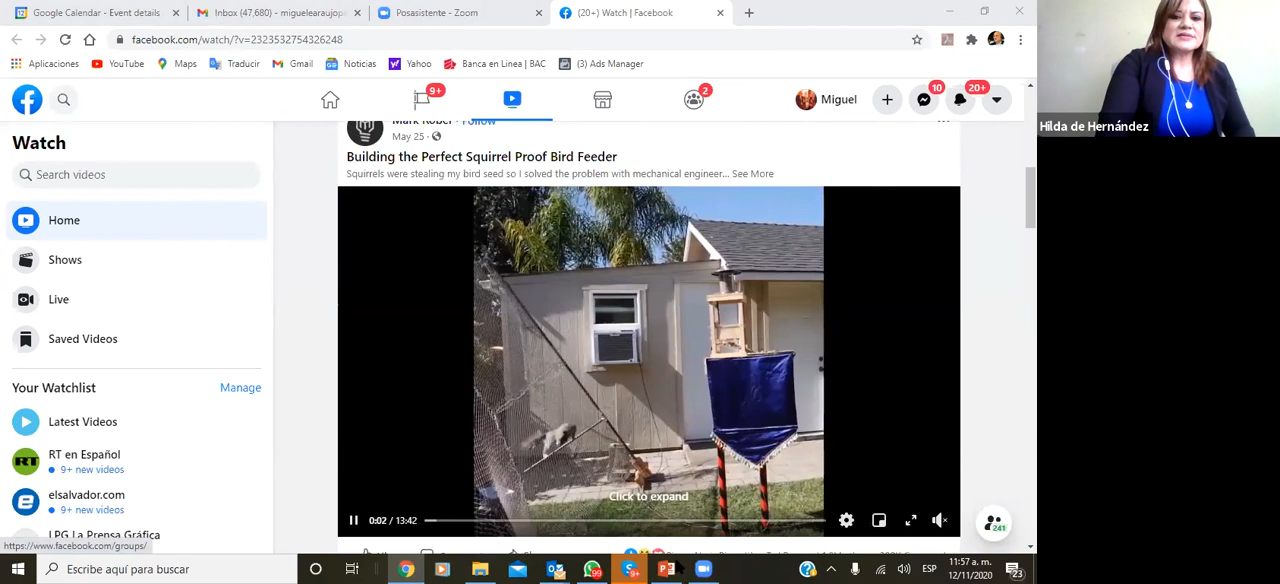 Google Calendar - Event details
Inbox (47,680) - miguelearaujop
Posasistente - Zoom
(20+) Watch | Facebook
facebook.com/watch/?v=2323532754326248
Aplicaciones YouTube Maps Traducir Gmail Noticias Yahoo Banca en Linea | BAC (3) Ads Manager
9+
2
Miguel
10
20+
Hilda de Hernández
Watch
Search videos
Home
Shows
Live
Saved Videos
Your Watchlist
Manage
Latest Videos
RT
RT en Español
9+ new videos
elsalvador.com
9+ new videos
LPG La Prensa Gráfica
https://www.facebook.com/groups/
Mark Rober · Follow
May 25 ·
Building the Perfect Squirrel Proof Bird Feeder
Squirrels were stealing my bird seed so I solved the problem with mechanical engineer... See More
Click to expand
0:02 / 13:42
241
Escribe aquí para buscar
99
9+
ESP
11:57 a. m.
12/11/2020
23